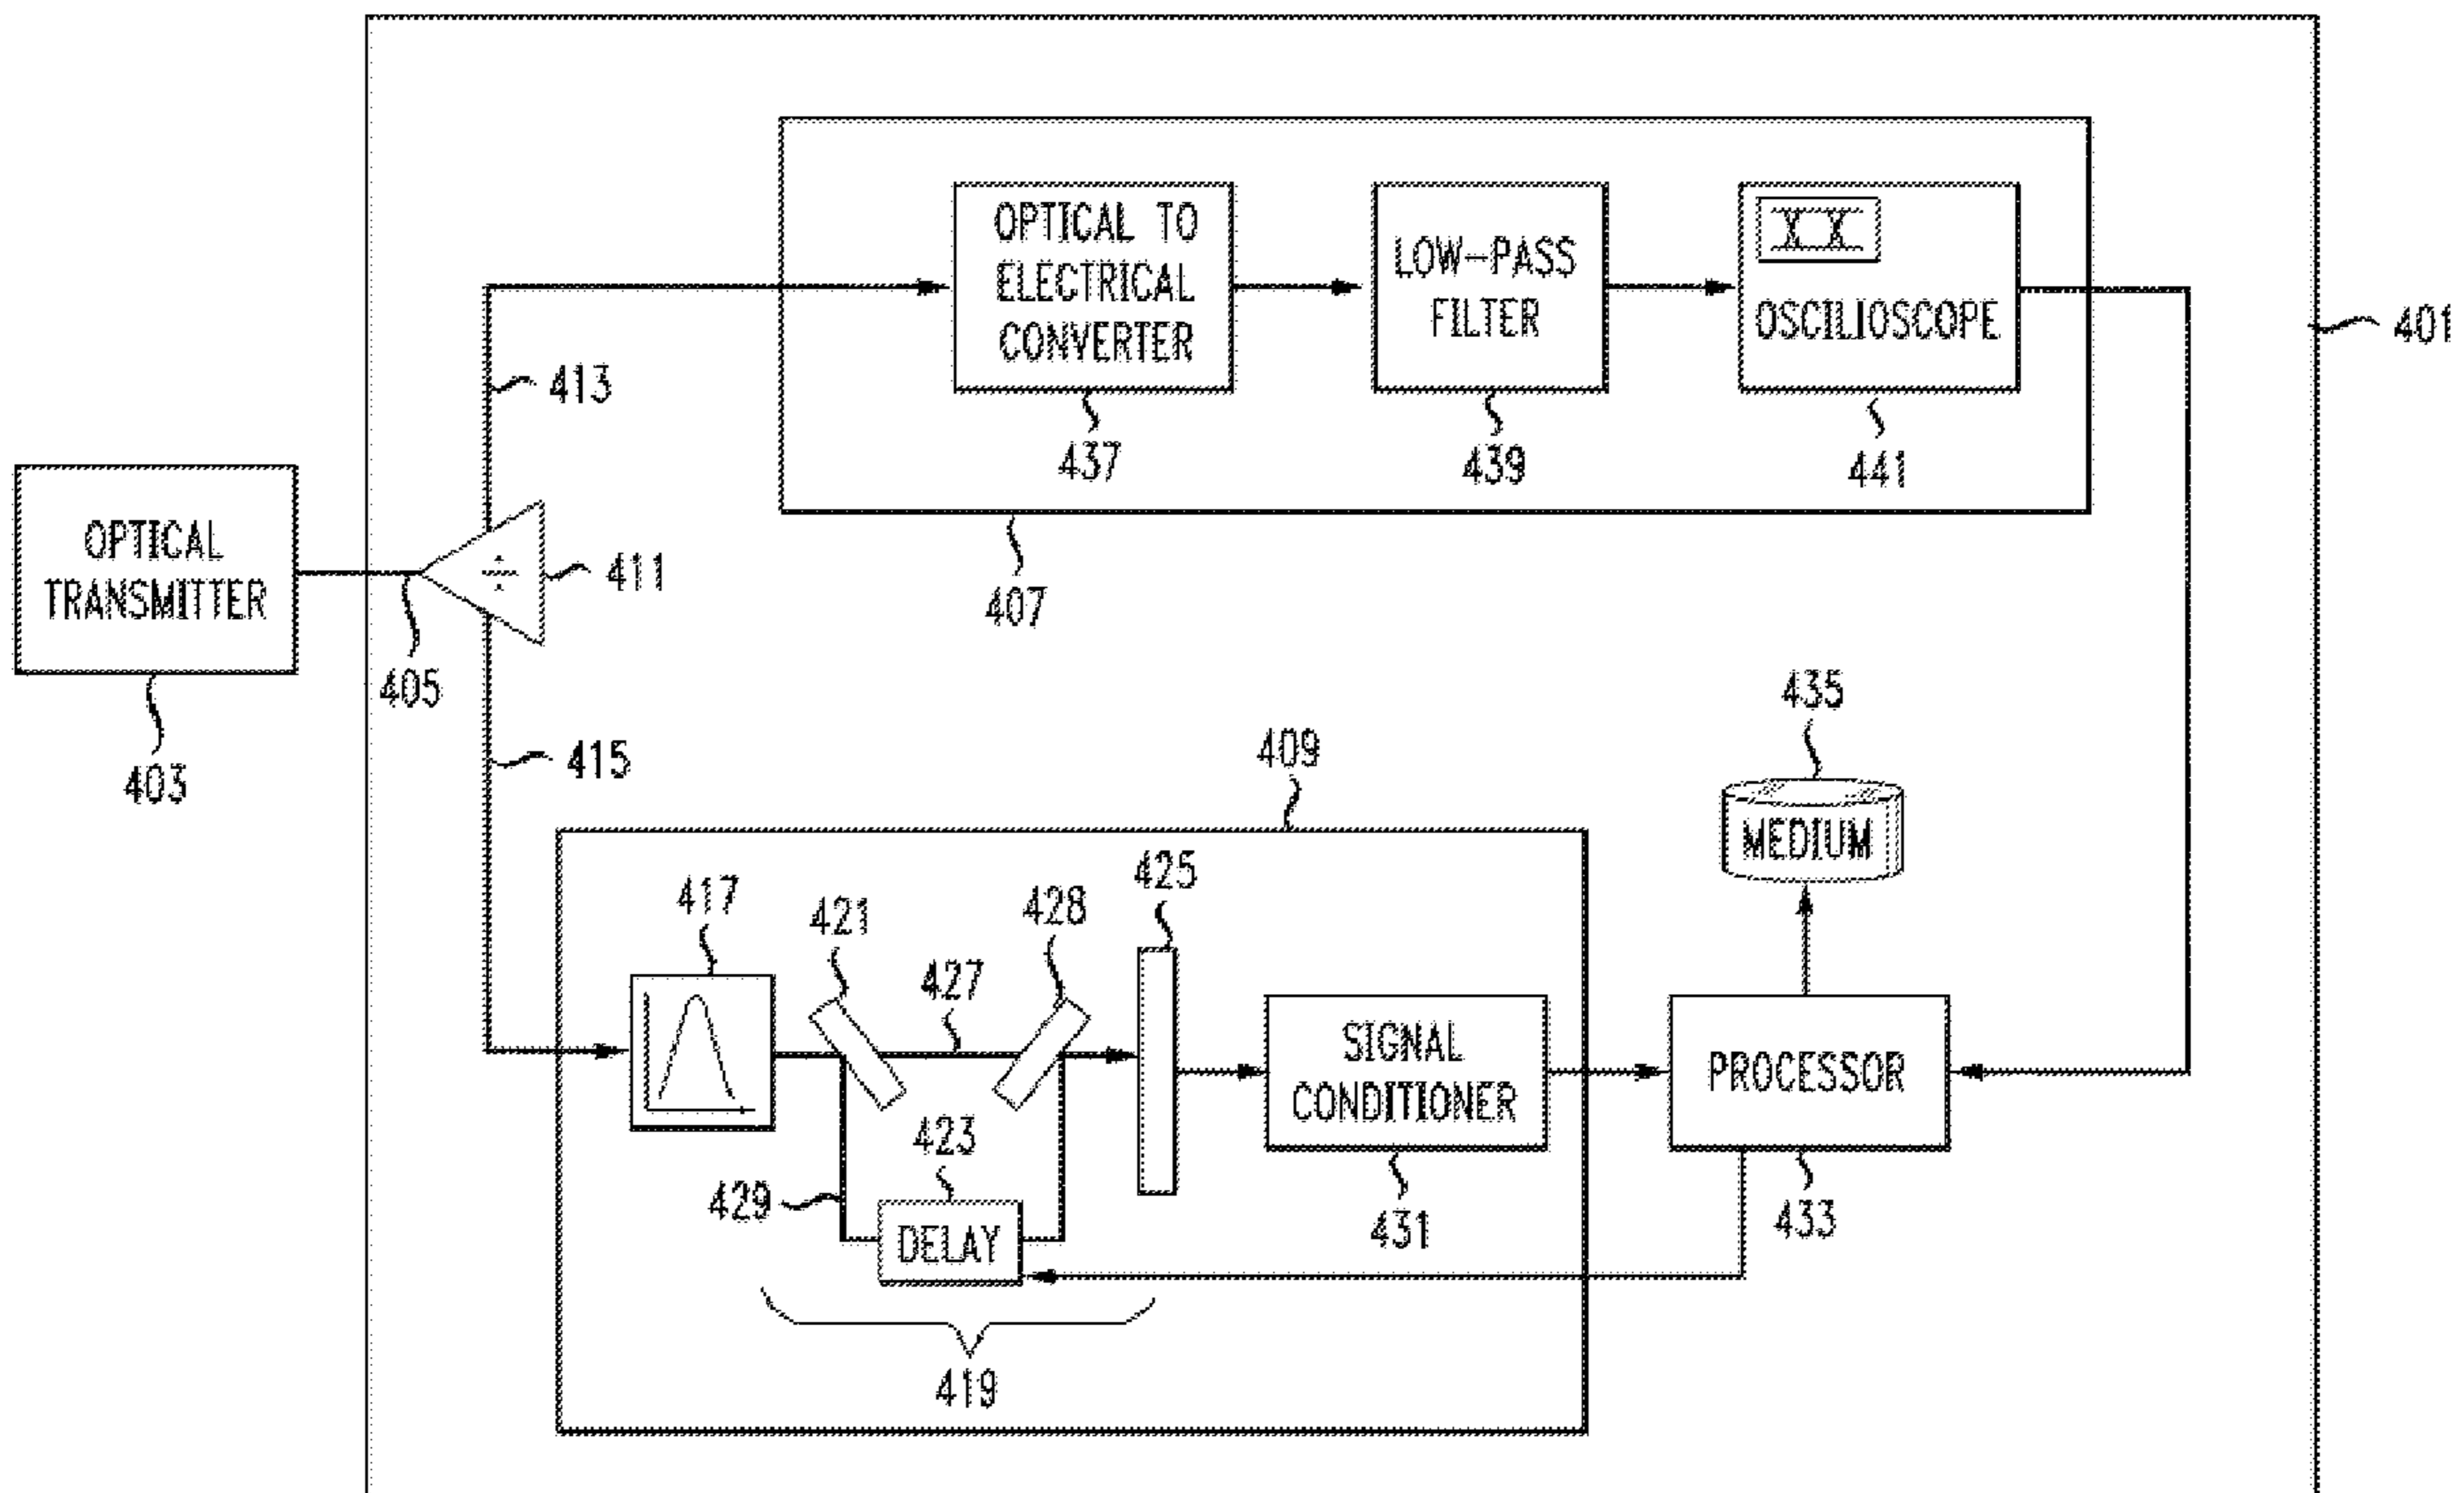 OPTICAL TO
ELECTRICAL
CONVERTER
437
LOW-PASS
FILTER
439
OSCILIOSCOPE
441
401
413
407
OPTICAL
TRANSMITTER
403
÷
411
405
415
409
435
MEDIUM
417
421
427
428
425
SIGNAL
CONDITIONER
431
PROCESSOR
433
423
429
DELAY
419